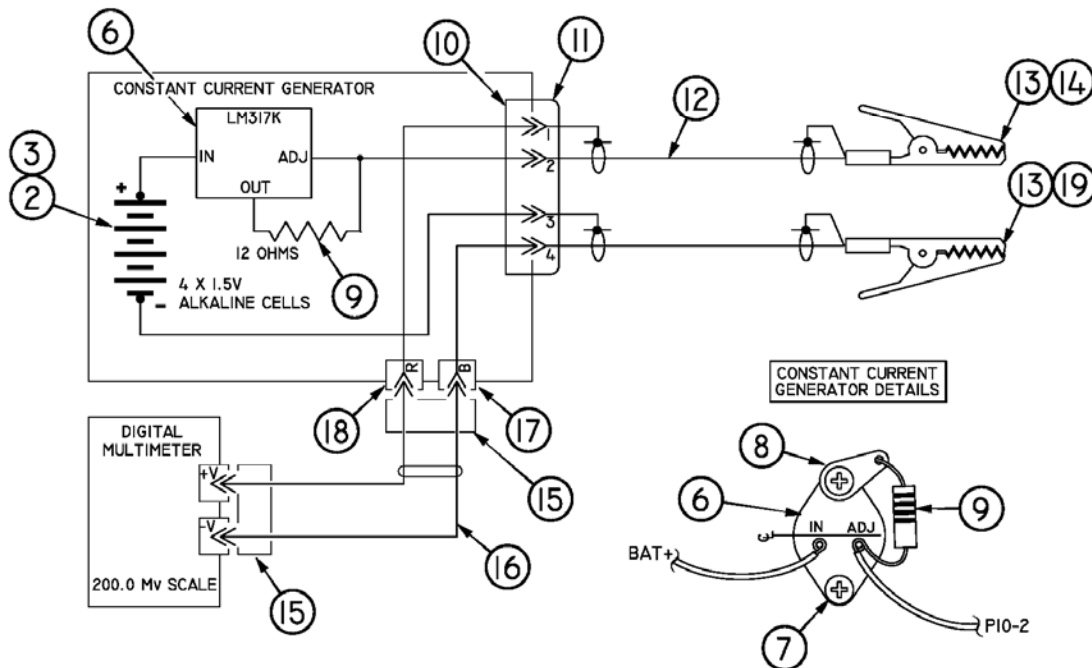 6
10
11
CONSTANT CURRENT GENERATOR
LM317K
IN
ADJ
OUT
12 OHMS
9
3
2
+
-
4 X 1.5V
ALKALINE CELLS
1
2
3
4
12
13 14
13 19
R
B
18
17
15
DIGITAL
MULTIMETER
+V
-V
200.0 Mv SCALE
15
16
CONSTANT CURRENT
GENERATOR DETAILS
8
6
9
IN
ADJ
BAT+
7
P10-2